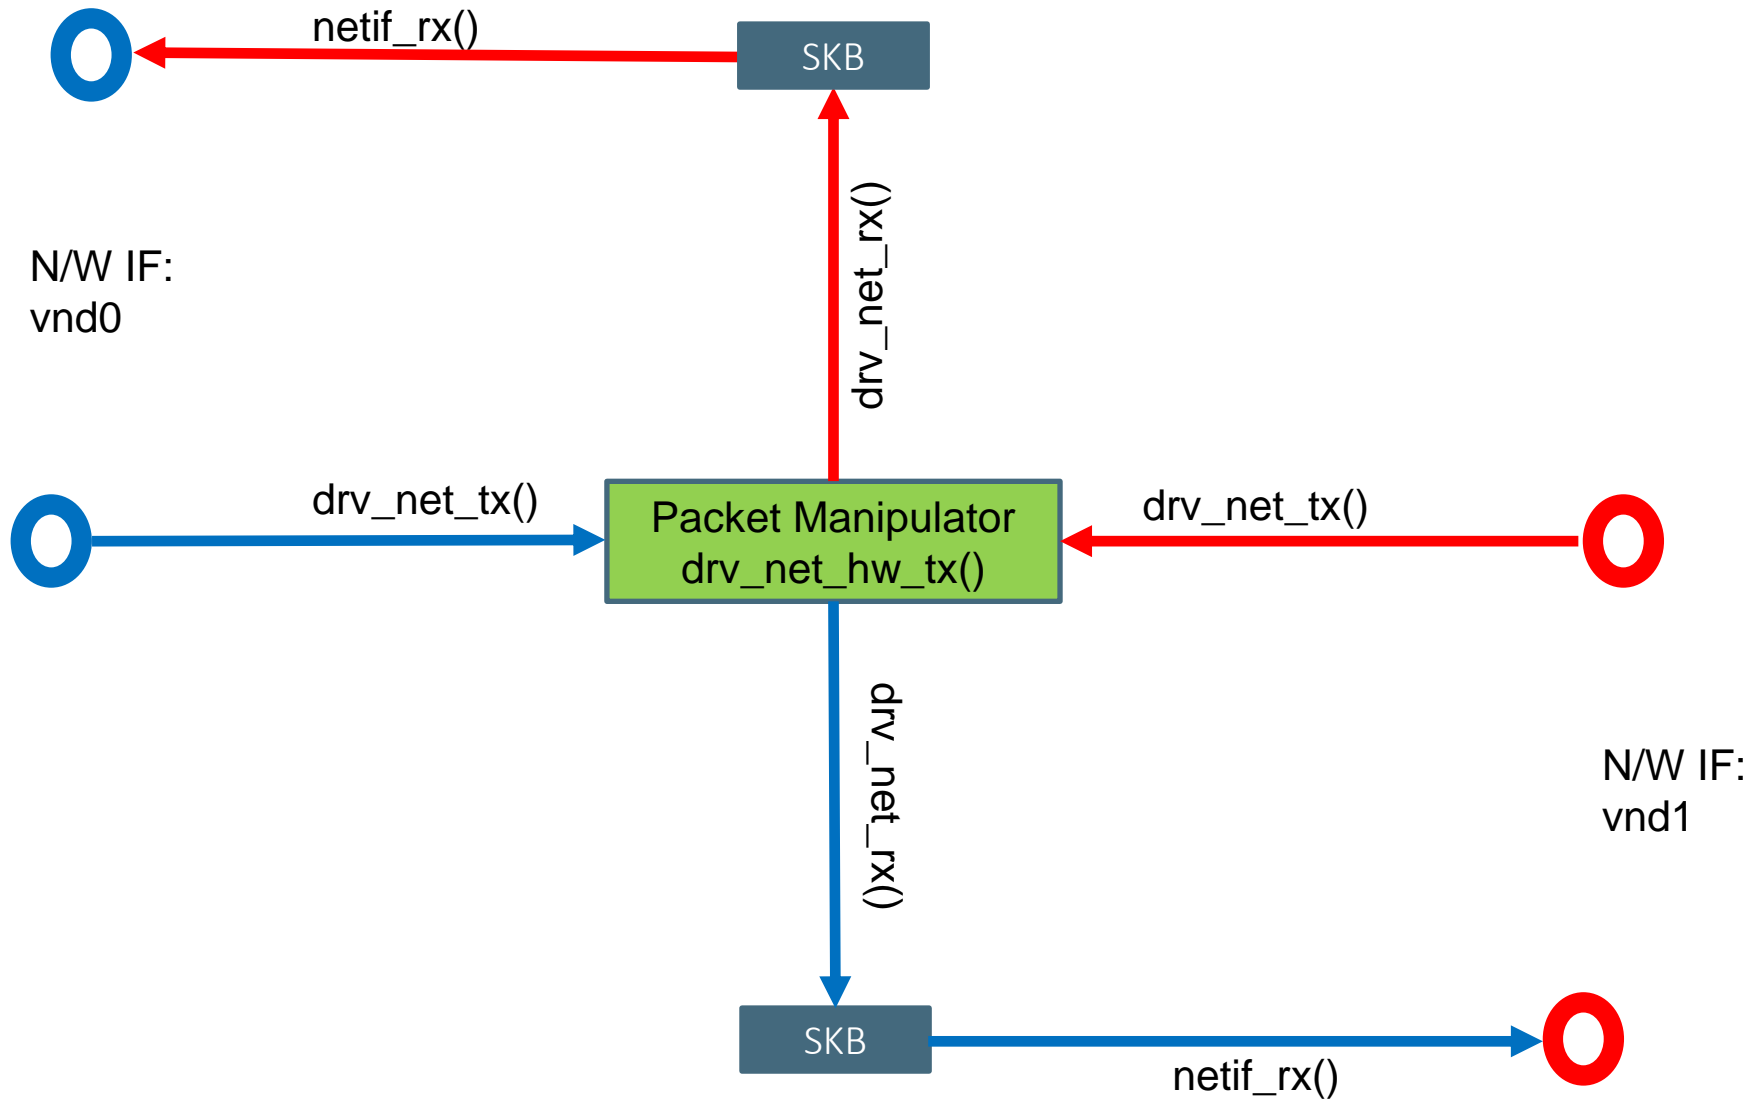 netif_rx()
SKB
drv_net_rx()
N/W IF:
vnd0
drv_net_tx()
Packet Manipulator
drv_net_hw_tx()
drv_net_tx()
drv_net_rx()
N/W IF:
vnd1
SKB
netif_rx()